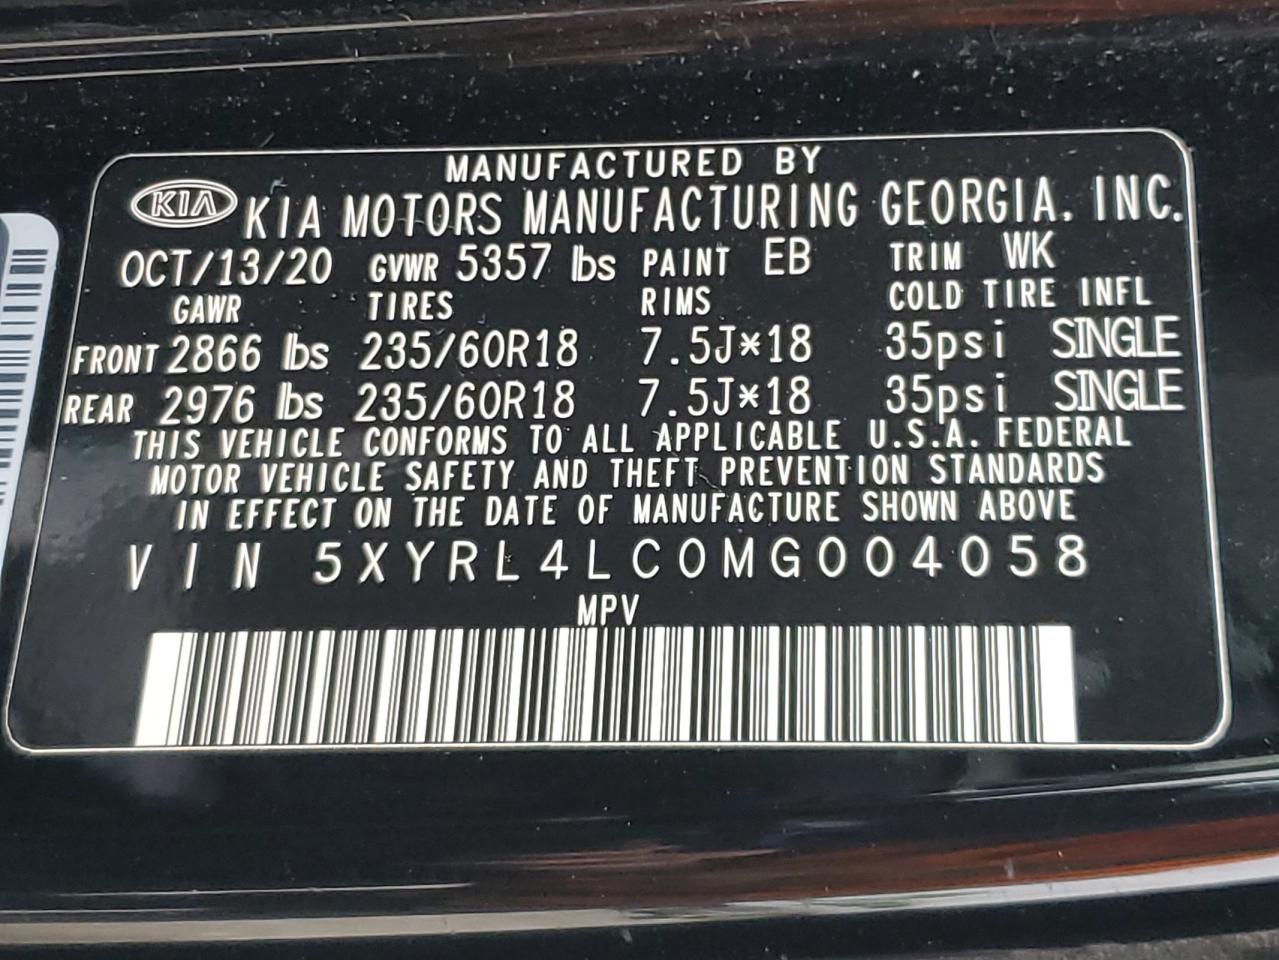 MANUFACTURED BY
KIA KIA MOTORS MANUFACTURING GEORGIA, INC.
OCT/13/20 GVWR 5357 lbs PAINT EB TRIM WK
GAWR TIRES RIMS COLD TIRE INFL
FRONT 2866 lbs 235/60R18 7.5J*18 35psi SINGLE
REAR 2976 lbs 235/60R18 7.5J*18 35psi SINGLE
THIS VEHICLE CONFORMS TO ALL APPLICABLE U.S.A. FEDERAL
MOTOR VEHICLE SAFETY AND THEFT PREVENTION STANDARDS
IN EFFECT ON THE DATE OF MANUFACTURE SHOWN ABOVE
VIN 5XYRL4LC0MG004058
MPV